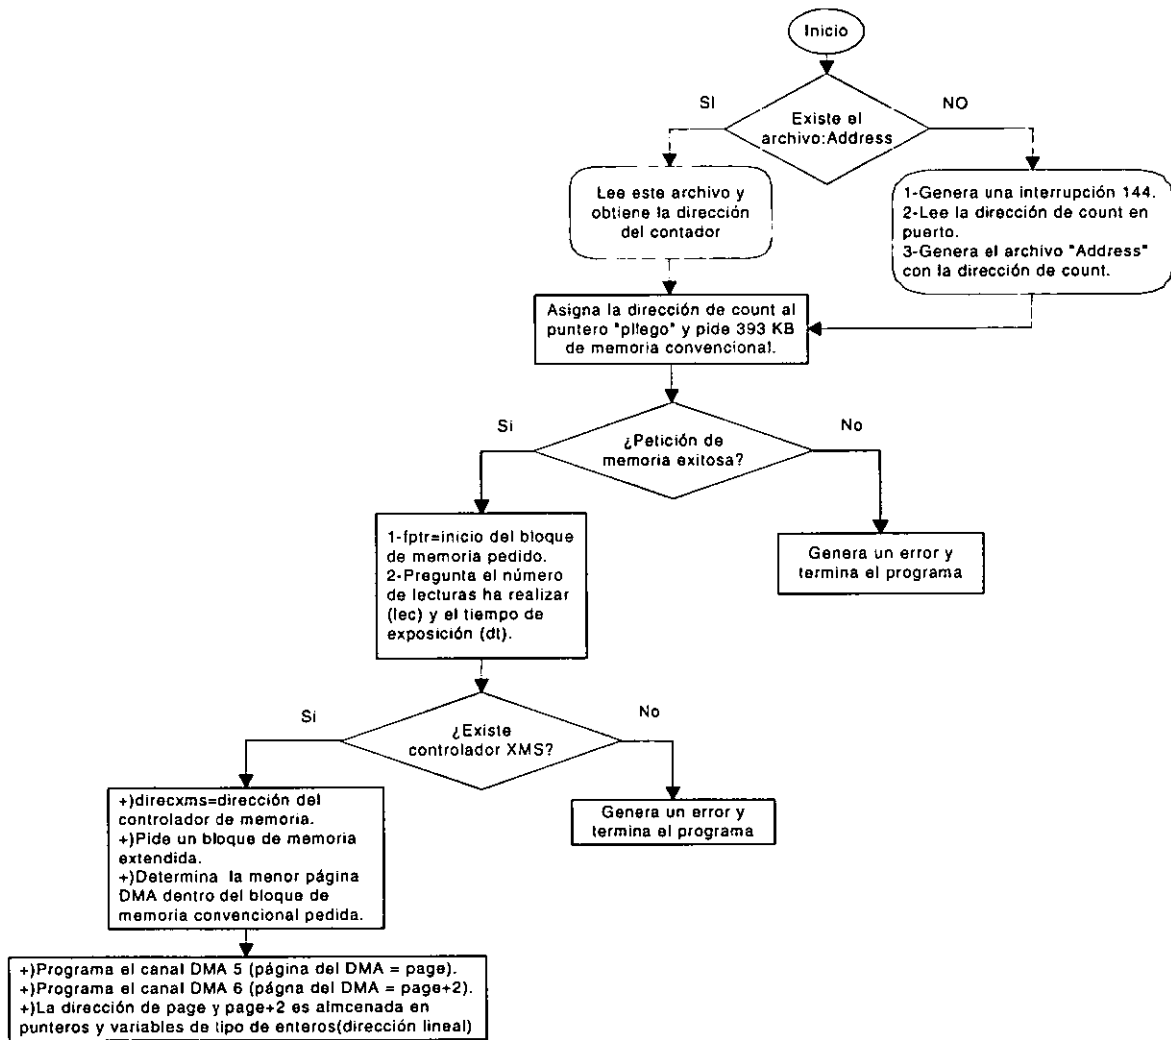 Inicio
SI
NO
Existe el
archivo:Address
Lee este archivo y
obtiene la dirección
del contador
1-Genera una interrupción 144.
2-Lee la dirección de count en
puerto.
3-Genera el archivo "Address"
con la dirección de count.
Asigna la dirección de count al
puntero "pllego" y pide 393 KB
de memoria convencional.
Si
No
¿Petición de
memoria exitosa?
1-fptr=inicio del bloque
de memoria pedido.
2-Pregunta el número
de lecturas ha realizar
(lec) y el tiempo de
exposición (dt).
Genera un error y
termina el programa
Si
No
¿Existe
controlador XMS?
+)direcxms=dirección del
controlador de memoria.
+)Pide un bloque de memoria
extendida.
+)Determina la menor página
DMA dentro del bloque de
memoria convencional pedida.
Genera un error y
termina el programa
+)Programa el canal DMA 5 (página del DMA = page).
+)Programa el canal DMA 6 (págna del DMA = page+2).
+)La dirección de page y page+2 es almcenada en
punteros y variables de tipo de enteros(dirección lineal)